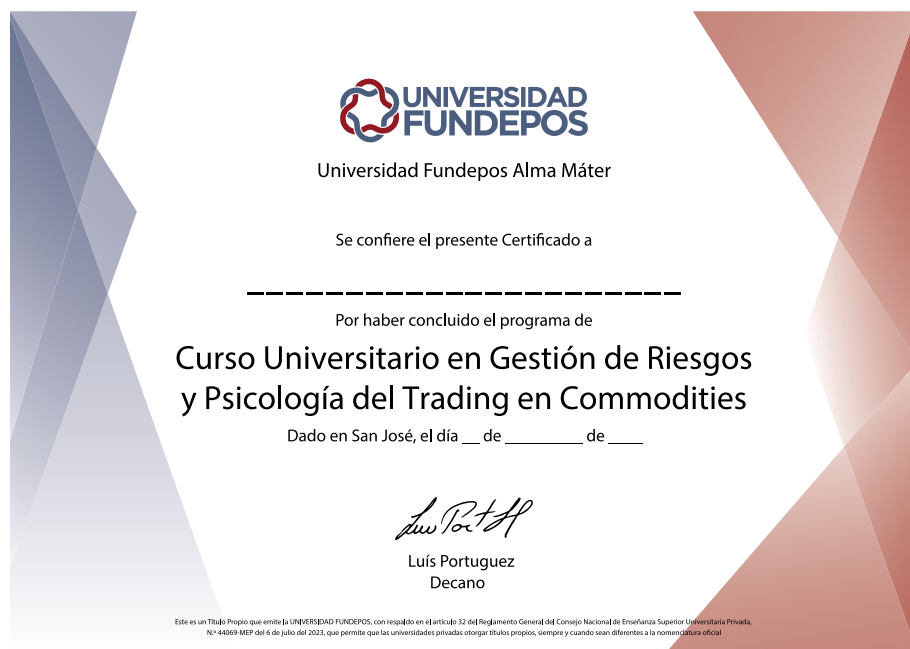 UNIVERSIDAD
FUNDEPOS
Universidad Fundepos Alma Máter
Se confiere el presente Certificado a
Por haber concluido el programa de
Curso Universitario en Gestión de Riesgos
y Psicología del Trading en Commodities
Dado en San José, el día __ de _________ de ____
Luís Portuguez
Decano
Este es un Título Propio que emite la UNIVERSIDAD FUNDEPOS, con respaldo en el artículo 32 del Reglamento General del Consejo Nacional de Enseñanza Superior Universitaria Privada,
N.º 44069-MEP del 6 de julio del 2023, que permite que las universidades privadas otorgar títulos propios, siempre y cuando sean diferentes a la nomenclatura oficial